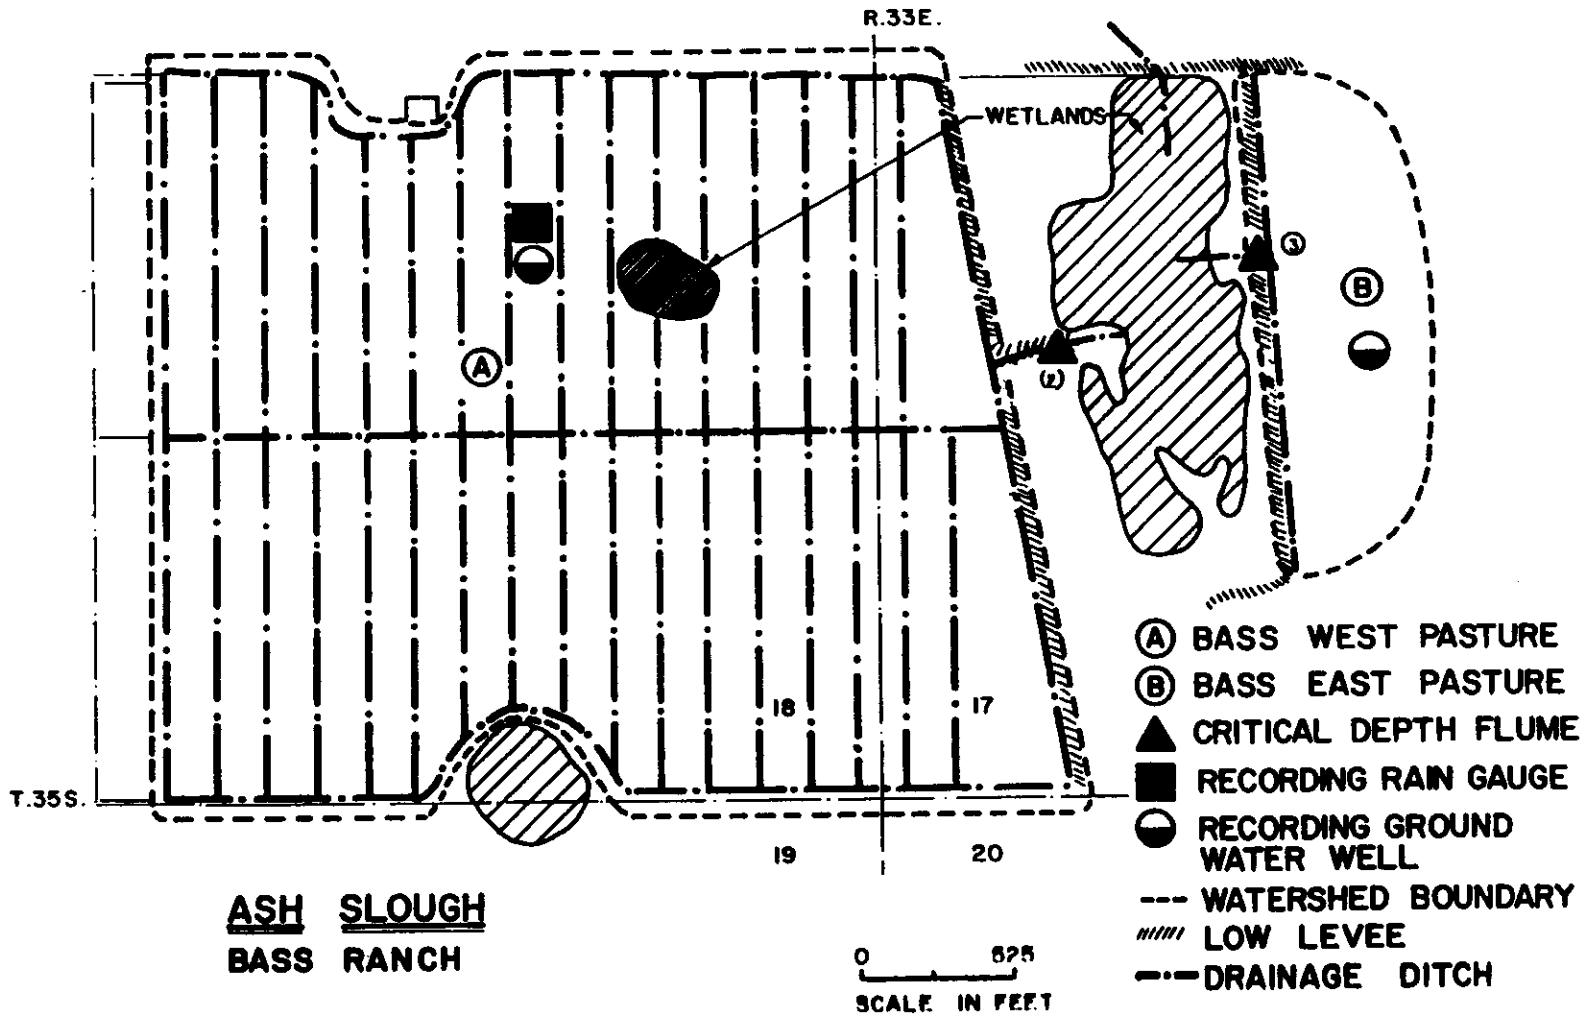 R.33E.
WETLANDS
(3)
B
A
(2)
18
17
T.35S.
19
20
A BASS WEST PASTURE
B BASS EAST PASTURE
CRITICAL DEPTH FLUME
RECORDING RAIN GAUGE
RECORDING GROUND
WATER WELL
WATERSHED BOUNDARY
LOW LEVEE
DRAINAGE DITCH
ASH SLOUGH
BASS RANCH
0 625
SCALE IN FEET